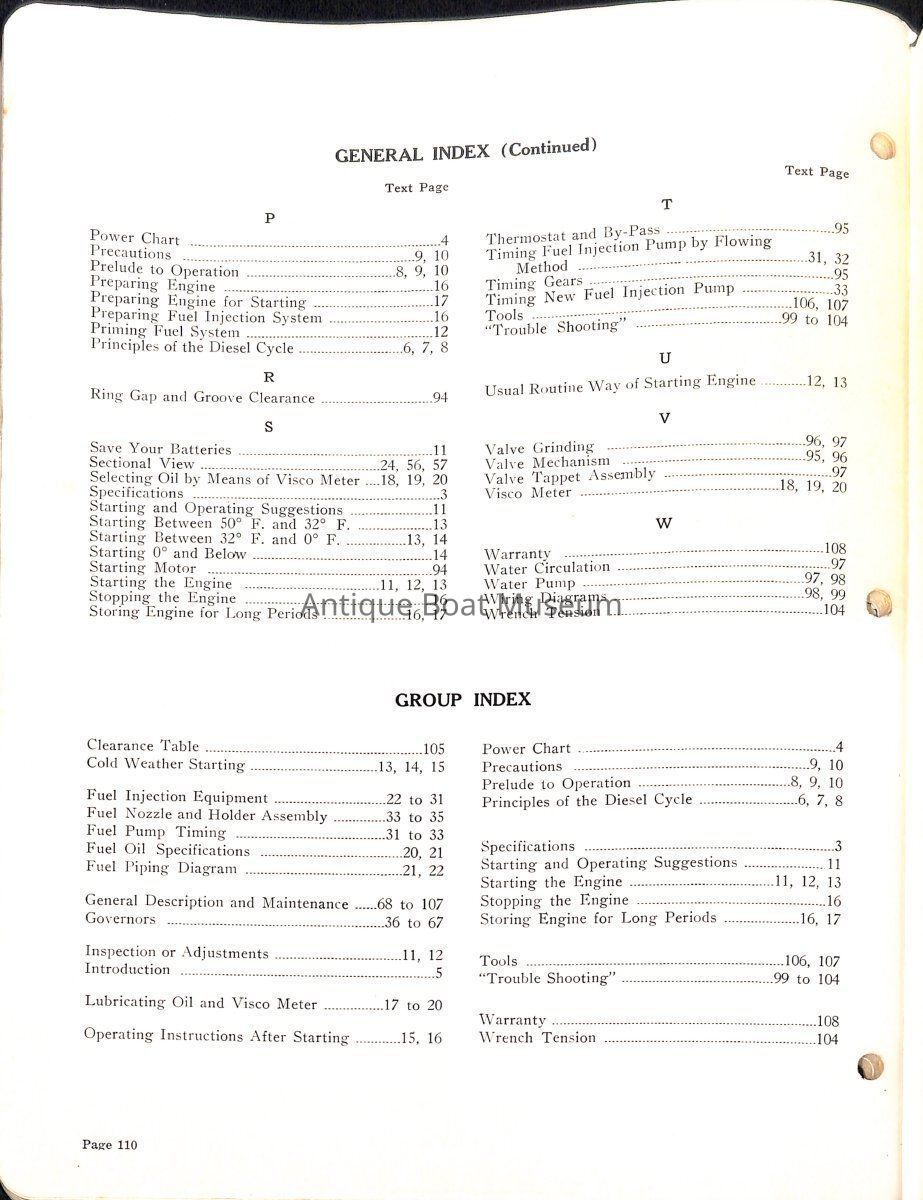 GENERAL INDEX (Continued)
Text Page
P
Power Chart 4
Precautions 9, 10
Prelude to Operation 8, 9, 10
Preparing Engine 16
Preparing Engine for Starting 17
Preparing Fuel Injection System 16
Priming Fuel System 12
Principles of the Diesel Cycle 6, 7, 8
R
Ring Gap and Groove Clearance 94
S
Save Your Batteries 11
Sectional View 24, 56, 57
Selecting Oil by Means of Visco Meter 18, 19, 20
Specifications 3
Starting and Operating Suggestions 11
Starting Between 50° F. and 32° F. 13
Starting Between 32° F. and 0° F. 13, 14
Starting 0° and Below 14
Starting Motor 94
Starting the Engine 11, 12, 13
Stopping the Engine 16
Storing Engine for Long Periods 16, 17
Text Page
T
Thermostat and By-Pass 95
Timing Fuel Injection Pump by Flowing
Method 31, 32
Timing Gears 95
Timing New Fuel Injection Pump 33
Tools 106, 107
"Trouble Shooting" 99 to 104
U
Usual Routine Way of Starting Engine 12, 13
V
Valve Grinding 96, 97
Valve Mechanism 95, 96
Valve Tappet Assembly 97
Visco Meter 18, 19, 20
W
Warranty 108
Water Circulation 97
Water Pump 97, 98
Wiring Diagrams 98, 99
Wrench Tension 104
Antique Boat Museum
GROUP INDEX
Clearance Table 105
Cold Weather Starting 13, 14, 15
Fuel Injection Equipment 22 to 31
Fuel Nozzle and Holder Assembly 33 to 35
Fuel Pump Timing 31 to 33
Fuel Oil Specifications 20, 21
Fuel Piping Diagram 21, 22
General Description and Maintenance 68 to 107
Governors 36 to 67
Inspection or Adjustments 11, 12
Introduction 5
Lubricating Oil and Visco Meter 17 to 20
Operating Instructions After Starting 15, 16
Power Chart 4
Precautions 9, 10
Prelude to Operation 8, 9, 10
Principles of the Diesel Cycle 6, 7, 8
Specifications 3
Starting and Operating Suggestions 11
Starting the Engine 11, 12, 13
Stopping the Engine 16
Storing Engine for Long Periods 16, 17
Tools 106, 107
"Trouble Shooting" 99 to 104
Warranty 108
Wrench Tension 104
Page 110